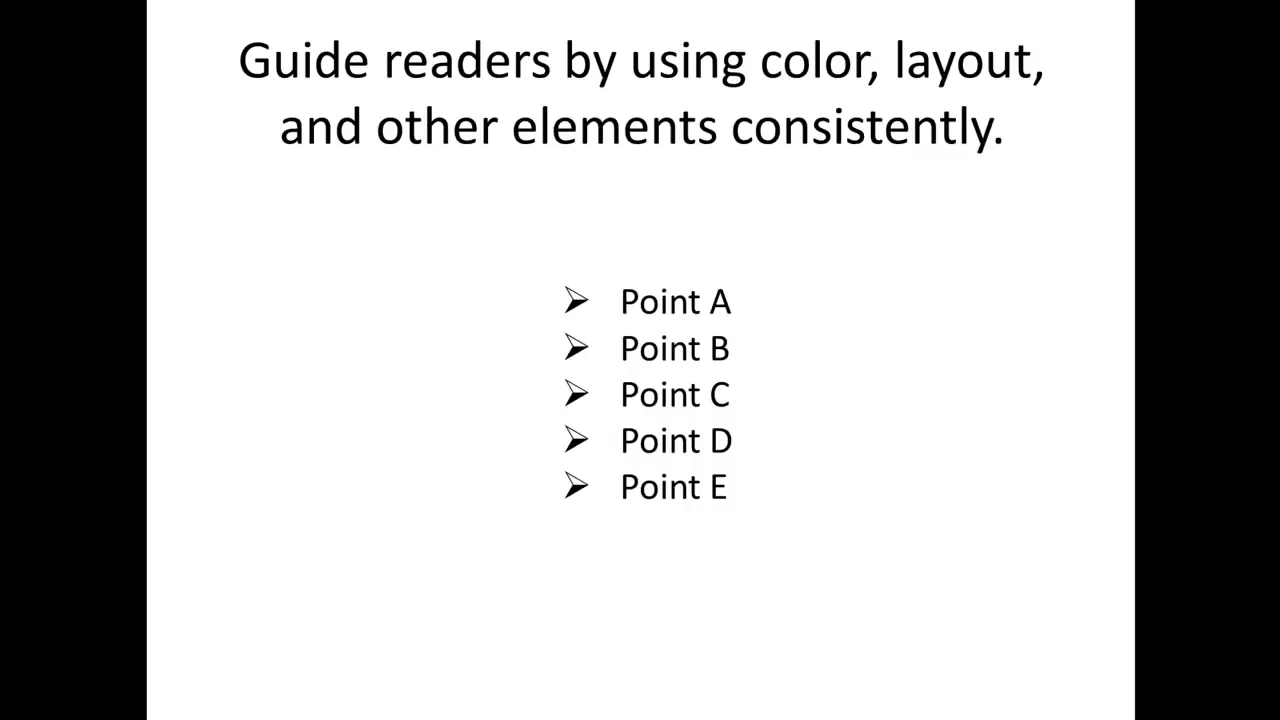 Guide readers by using color, layout,
and other elements consistently.
➢ Point A
➢ Point B
➢ Point C
➢ Point D
➢ Point E